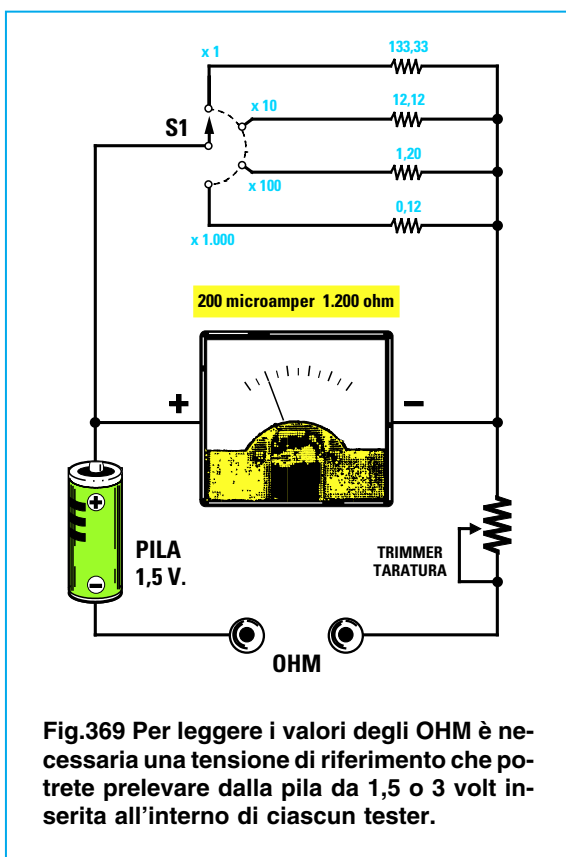 x 1
133,33
S1
x 10
12,12
x 100
1,20
x 1.000
0,12
200 microamper 1.200 ohm
+
−
+
−
PILA
1,5 V.
TRIMMER
TARATURA
OHM
Fig.369 Per leggere i valori degli OHM è ne-
cessaria una tensione di riferimento che po-
trete prelevare dalla pila da 1,5 o 3 volt in-
serita all'interno di ciascun tester.